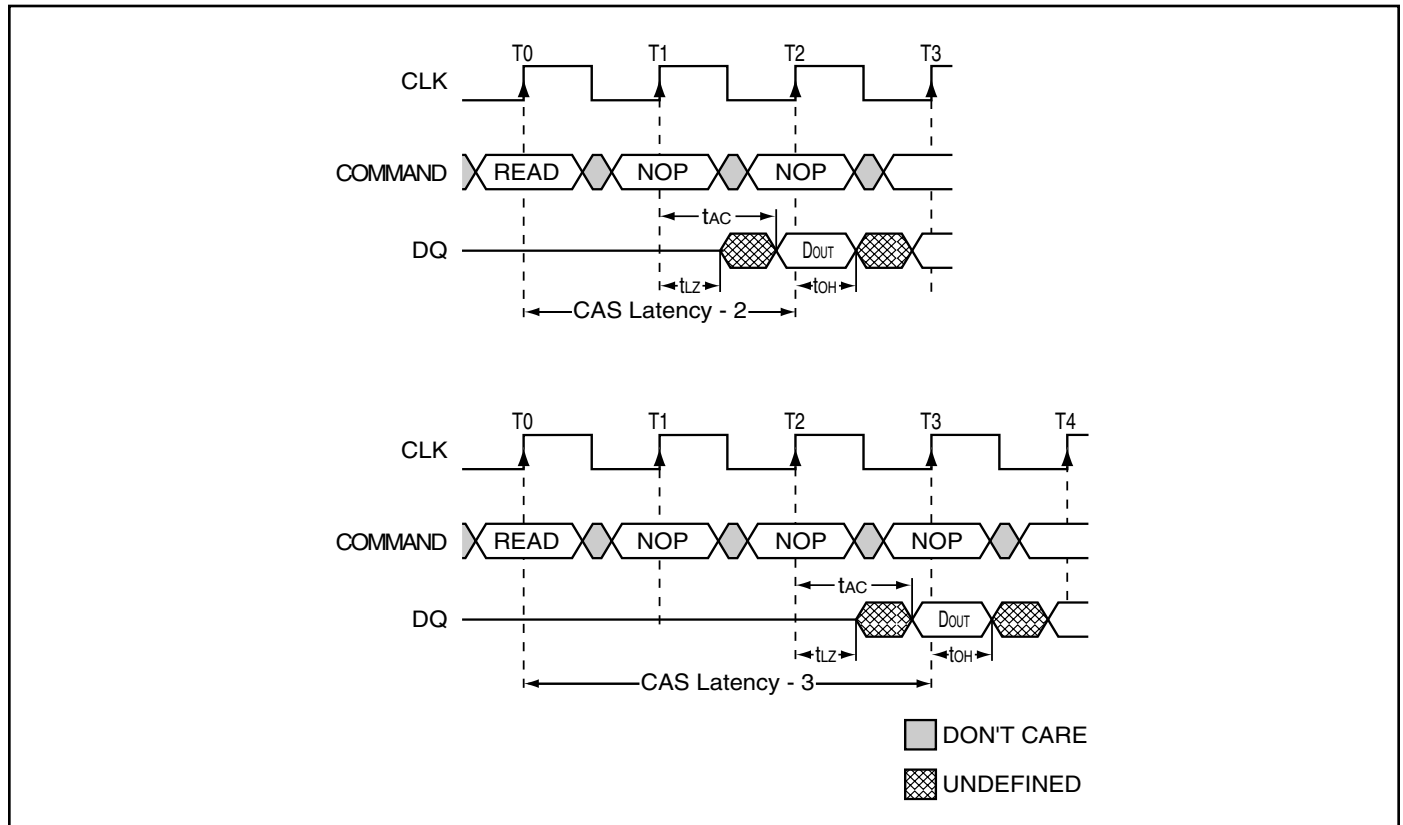 T0 T1 T2 T3
CLK
COMMAND READ NOP NOP
tAC
DQ DOUT
tLZ tOH
CAS Latency - 2
T0 T1 T2 T3 T4
CLK
COMMAND READ NOP NOP NOP
tAC
DQ DOUT
tLZ tOH
CAS Latency - 3
DON'T CARE
UNDEFINED